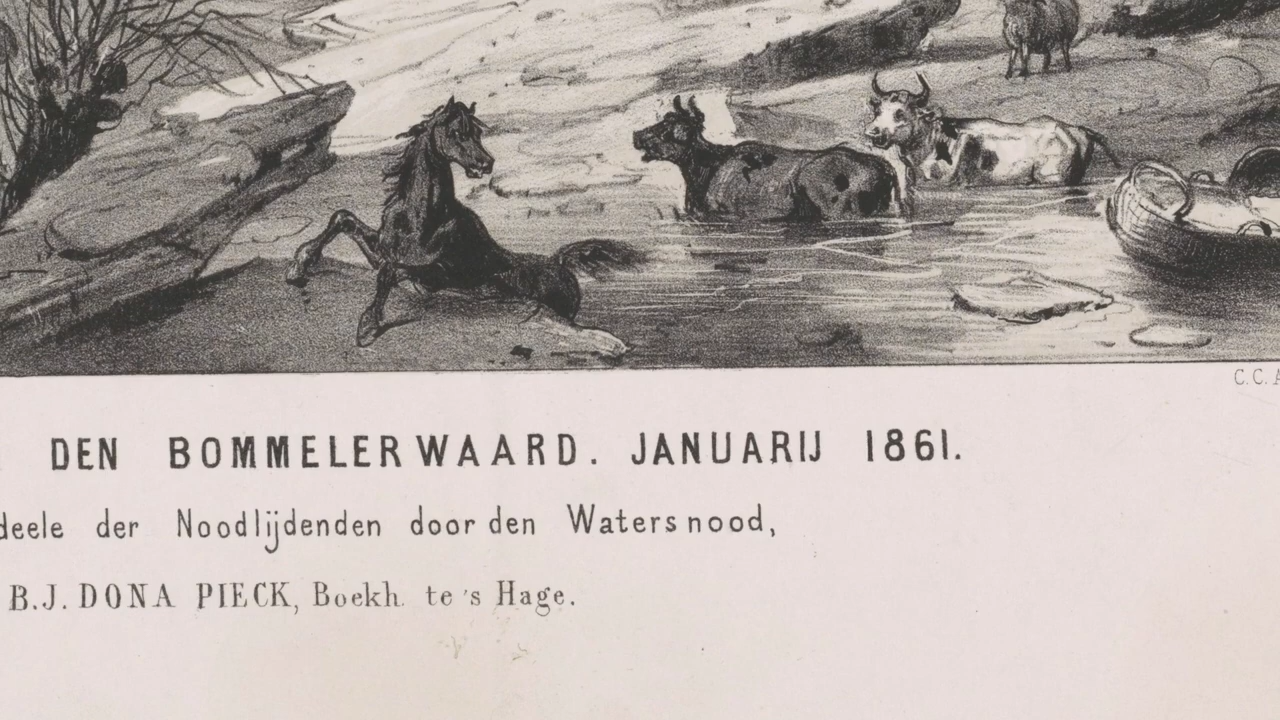 C.C.A
DEN BOMMELERWAARD. JANUARIJ 1861.
deele der Noodlijdenden door den Watersnood,
B.J. DONA PIECK, Boekh. te 's Hage.